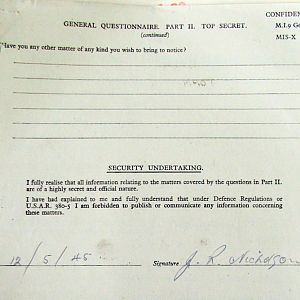 CONFIDEN
GENERAL QUESTIONNAIRE. PART II. TOP SECRET.
M.I.9 Ge
(continued)
MIS-X
Have you any other matter of any kind you wish to bring to notice?
SECURITY UNDERTAKING.
I fully realise that all information relating to the matters covered by the questions in Part II.
are of a highly secret and official nature.
I have had explained to me and fully understand that under Defence Regulations or
U.S.A.R. 380-5 I am forbidden to publish or communicate any information concerning
these matters.
12/5/45 Signature J. R. Nicholson